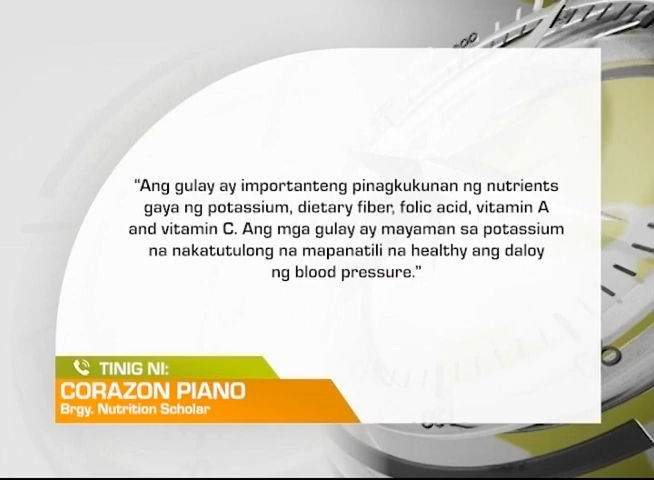 “Ang gulay ay importanteng pinagkukunan ng nutrients
gaya ng potassium, dietary fiber, folic acid, vitamin A
and vitamin C. Ang mga gulay ay mayaman sa potassium
na nakatutulong na mapanatili na healthy ang daloy
ng blood pressure.”
TINIG NI:
CORAZON PIANO
Brgy. Nutrition Scholar